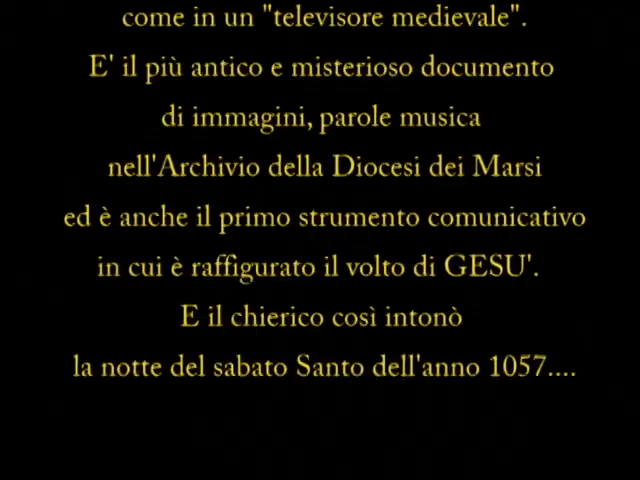 come in un "televisore medievale".
E' il più antico e misterioso documento
di immagini, parole musica
nell'Archivio della Diocesi dei Marsi
ed è anche il primo strumento comunicativo
in cui è raffigurato il volto di GESU'.
E il chierico così intonò
la notte del sabato Santo dell'anno 1057....